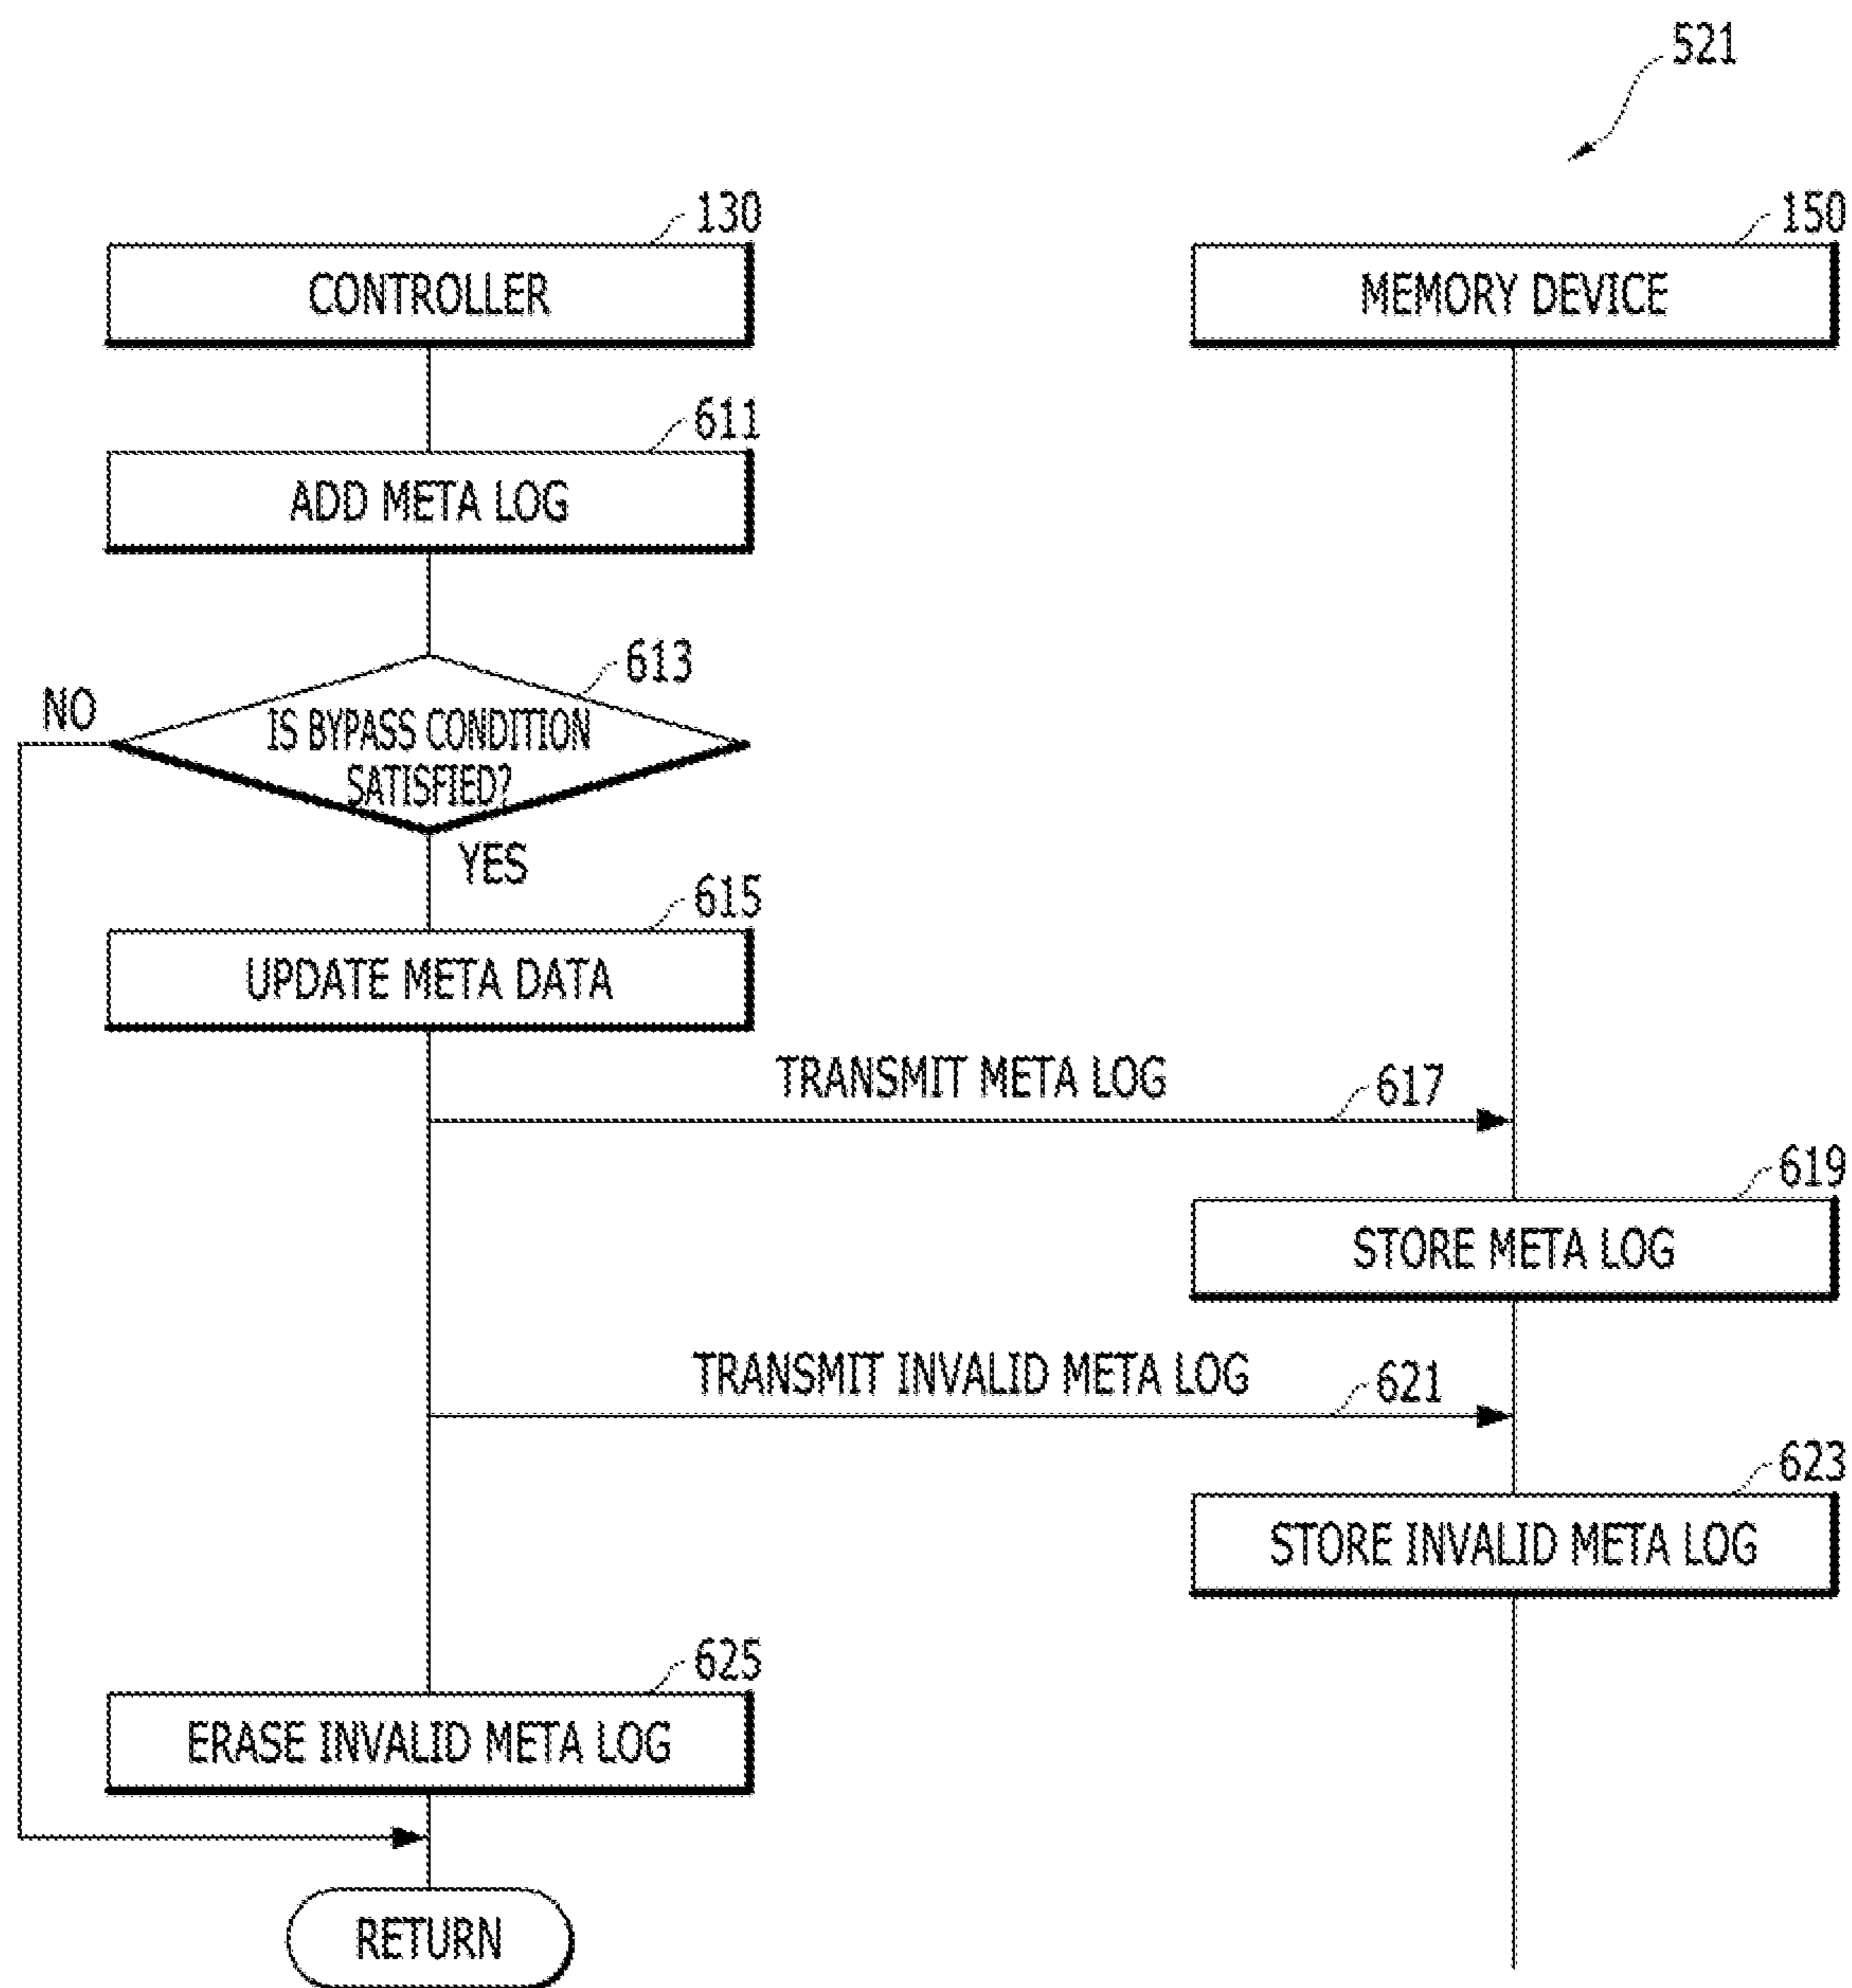 521
130
150
CONTROLLER
MEMORY DEVICE
611
ADD META LOG
613
NO
IS BYPASS CONDITION
SATISFIED?
YES
615
UPDATE META DATA
TRANSMIT META LOG
617
619
STORE META LOG
TRANSMIT INVALID META LOG
621
623
STORE INVALID META LOG
625
ERASE INVALID META LOG
RETURN